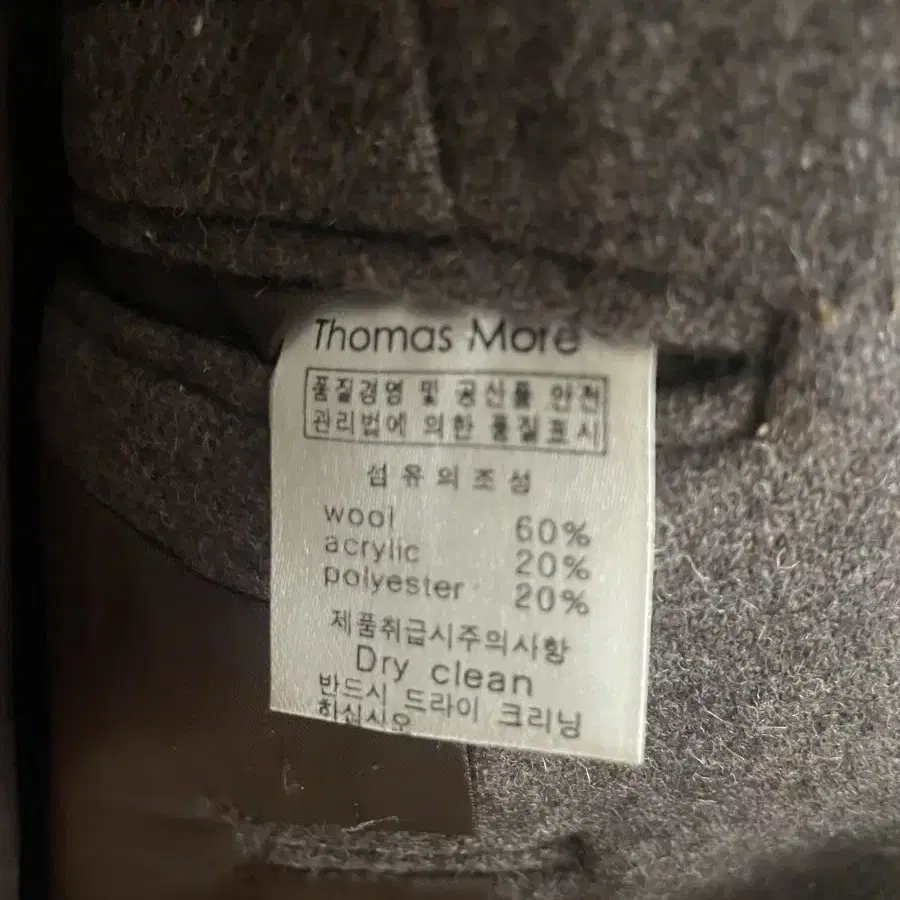 Thomas More
품질경영 및 공산품 안전
관리법에 의한 품질표시
섬유의조성
wool 60%
acrylic 20%
polyester 20%
제품취급시주의사항
Dry clean
반드시 드라이 크리닝
하십시오